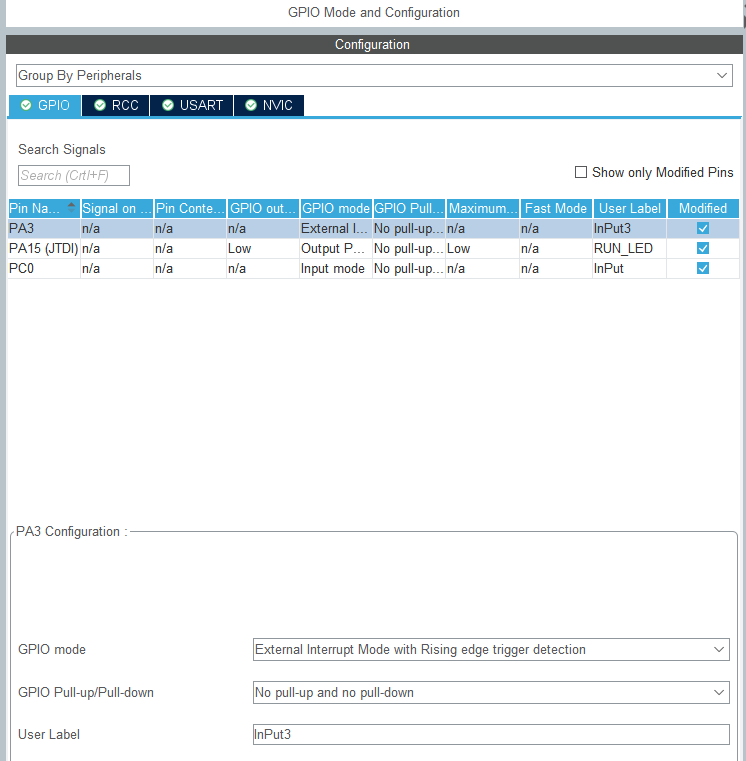 GPIO Mode and Configuration
Configuration
Group By Peripherals
GPIO RCC USART NVIC
Search Signals
Search (CrtI+F)
Show only Modified Pins
Pin Na... Signal on ... Pin Conte... GPIO out... GPIO mode GPIO Pull... Maximum... Fast Mode User Label Modified
PA3 n/a n/a n/a External I... No pull-up... n/a n/a InPut3
PA15 (JTDI) n/a n/a Low Output P... No pull-up... Low n/a RUN_LED
PC0 n/a n/a n/a Input mode No pull-up... n/a n/a InPut
PA3 Configuration :
GPIO mode External Interrupt Mode with Rising edge trigger detection
GPIO Pull-up/Pull-down No pull-up and no pull-down
User Label InPut3